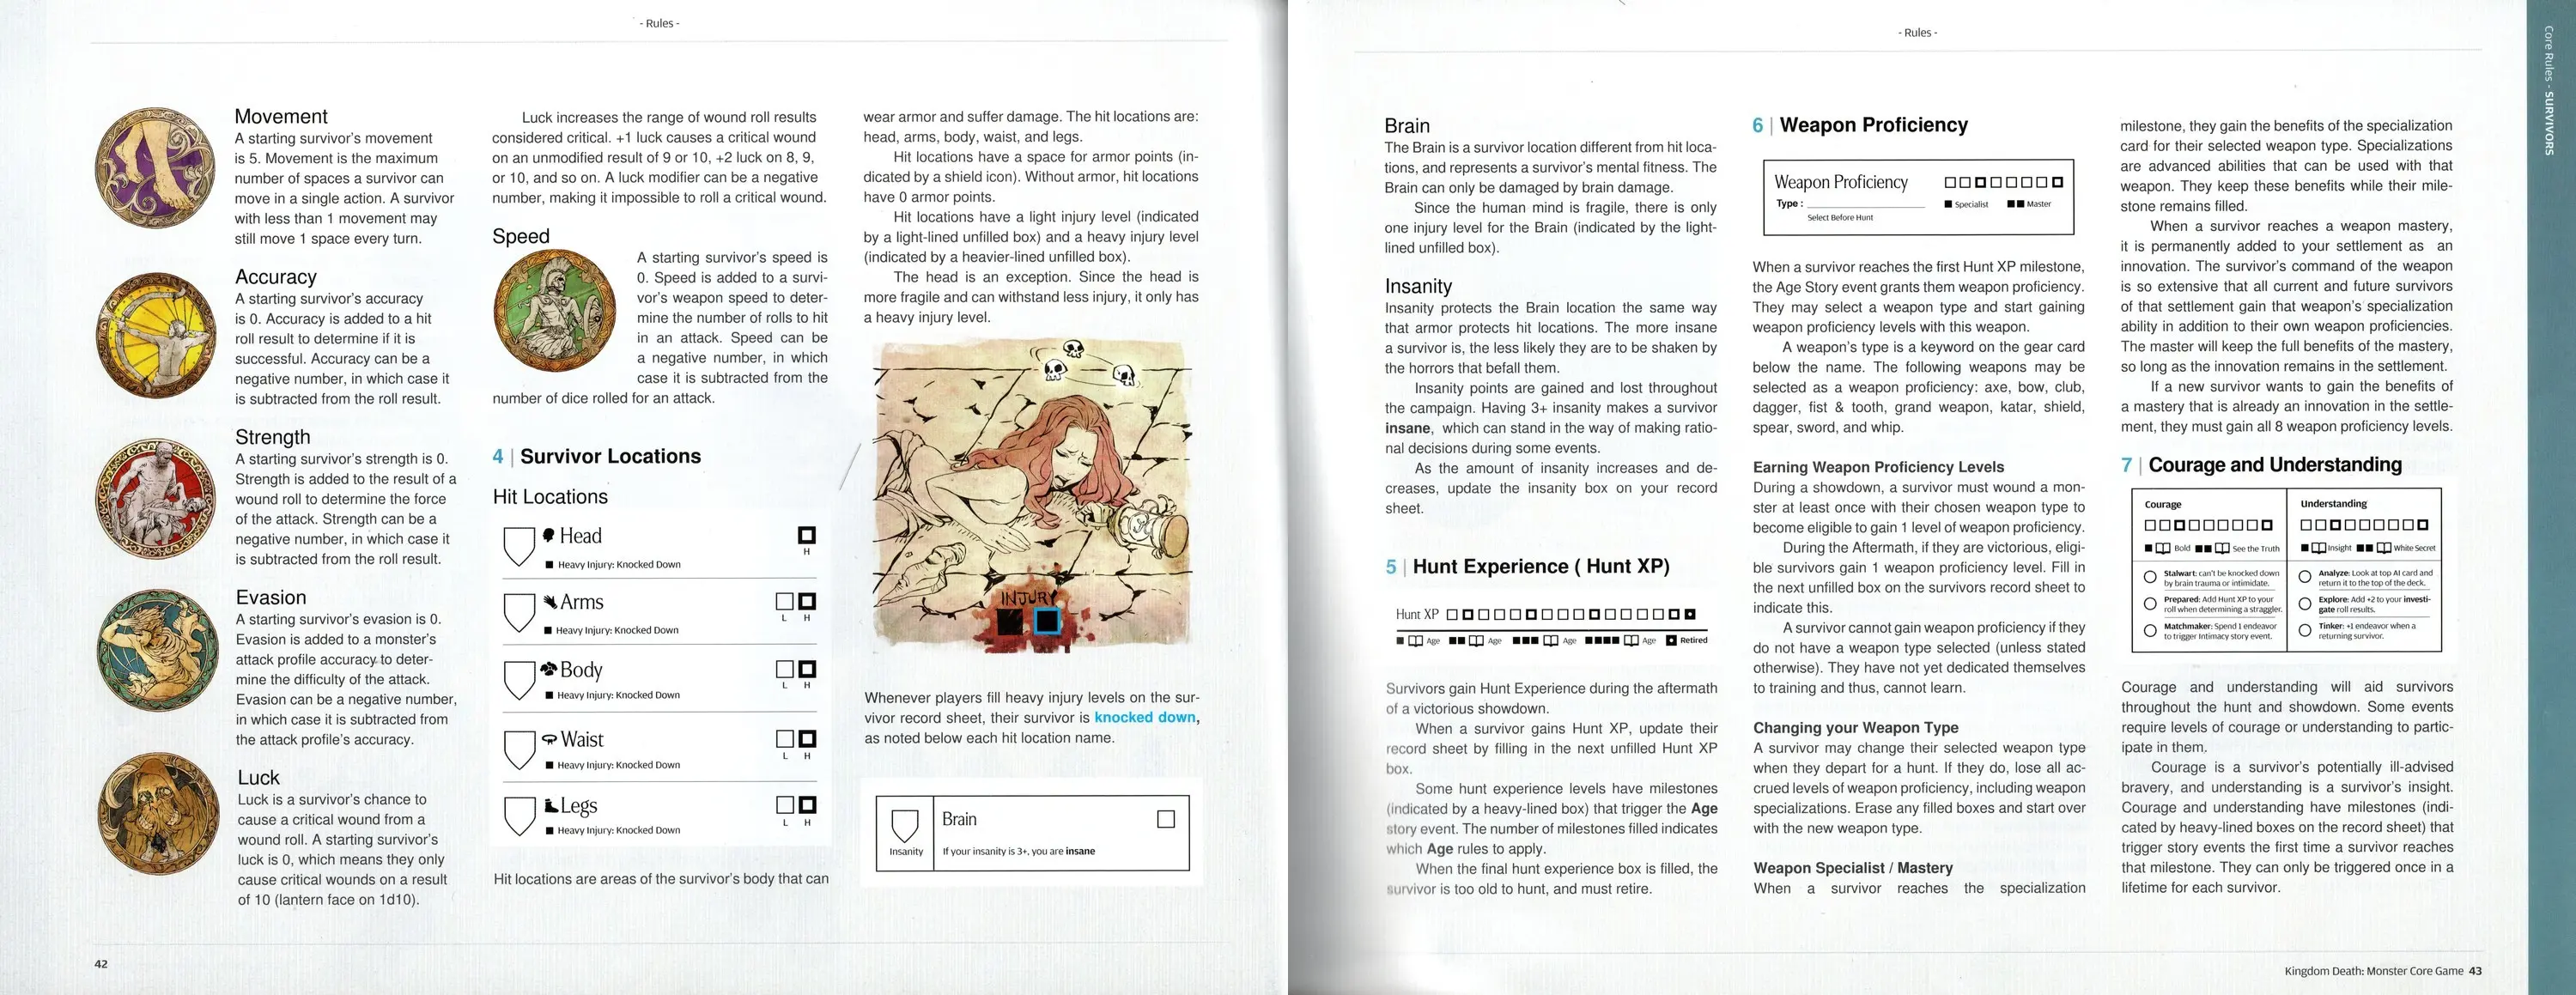 - Rules -
Movement
A starting survivor's movement
is 5. Movement is the maximum
number of spaces a survivor can
move in a single action. A survivor
with less than 1 movement may
still move 1 space every turn.
Accuracy
A starting survivor's accuracy
is 0. Accuracy is added to a hit
roll result to determine if it is
successful. Accuracy can be a
negative number, in which case it
is subtracted from the roll result.
Strength
A starting survivor's strength is 0.
Strength is added to the result of a
wound roll to determine the force
of the attack. Strength can be a
negative number, in which case it
is subtracted from the roll result.
Evasion
A starting survivor's evasion is 0.
Evasion is added to a monster's
attack profile accuracy to deter-
mine the difficulty of the attack.
Evasion can be a negative number,
in which case it is subtracted from
the attack profile's accuracy.
Luck
Luck is a survivor's chance to
cause a critical wound from a
wound roll. A starting survivor's
luck is 0, which means they only
cause critical wounds on a result
of 10 (lantern face on 1d10).
Luck increases the range of wound roll results
considered critical. +1 luck causes a critical wound
on an unmodified result of 9 or 10, +2 luck on 8, 9,
or 10, and so on. A luck modifier can be a negative
number, making it impossible to roll a critical wound.
Speed
A starting survivor's speed is
0. Speed is added to a survi-
vor's weapon speed to deter-
mine the number of rolls to hit
in an attack. Speed can be
a negative number, in which
case it is subtracted from the
number of dice rolled for an attack.
4 | Survivor Locations
Hit Locations
Head
H
Heavy Injury: Knocked Down
Arms
L H
Heavy Injury: Knocked Down
Body
L H
Heavy Injury: Knocked Down
Waist
L H
Heavy Injury: Knocked Down
Legs
L H
Heavy Injury: Knocked Down
Hit locations are areas of the survivor's body that can
wear armor and suffer damage. The hit locations are:
head, arms, body, waist, and legs.
Hit locations have a space for armor points (in-
dicated by a shield icon). Without armor, hit locations
have 0 armor points.
Hit locations have a light injury level (indicated
by a light-lined unfilled box) and a heavy injury level
(indicated by a heavier-lined unfilled box).
The head is an exception. Since the head is
more fragile and can withstand less injury, it only has
a heavy injury level.
INJURY
Whenever players fill heavy injury levels on the sur-
vivor record sheet, their survivor is knocked down,
as noted below each hit location name.
Brain
Insanity
If your insanity is 3+, you are insane
42
- Rules -
Brain
The Brain is a survivor location different from hit loca-
tions, and represents a survivor's mental fitness. The
Brain can only be damaged by brain damage.
Since the human mind is fragile, there is only
one injury level for the Brain (indicated by the light-
lined unfilled box).
Insanity
Insanity protects the Brain location the same way
that armor protects hit locations. The more insane
a survivor is, the less likely they are to be shaken by
the horrors that befall them.
Insanity points are gained and lost throughout
the campaign. Having 3+ insanity makes a survivor
insane, which can stand in the way of making ratio-
nal decisions during some events.
As the amount of insanity increases and de-
creases, update the insanity box on your record
sheet.
5 | Hunt Experience ( Hunt XP)
Hunt XP
Age Age Age Age Retired
Survivors gain Hunt Experience during the aftermath
of a victorious showdown.
When a survivor gains Hunt XP, update their
record sheet by filling in the next unfilled Hunt XP
box.
Some hunt experience levels have milestones
(indicated by a heavy-lined box) that trigger the Age
story event. The number of milestones filled indicates
which Age rules to apply.
When the final hunt experience box is filled, the
survivor is too old to hunt, and must retire.
6 | Weapon Proficiency
Weapon Proficiency
Type :
Specialist Master
Select Before Hunt
When a survivor reaches the first Hunt XP milestone,
the Age Story event grants them weapon proficiency.
They may select a weapon type and start gaining
weapon proficiency levels with this weapon.
A weapon's type is a keyword on the gear card
below the name. The following weapons may be
selected as a weapon proficiency: axe, bow, club,
dagger, fist & tooth, grand weapon, katar, shield,
spear, sword, and whip.
Earning Weapon Proficiency Levels
During a showdown, a survivor must wound a mon-
ster at least once with their chosen weapon type to
become eligible to gain 1 level of weapon proficiency.
During the Aftermath, if they are victorious, eligi-
ble survivors gain 1 weapon proficiency level. Fill in
the next unfilled box on the survivors record sheet to
indicate this.
A survivor cannot gain weapon proficiency if they
do not have a weapon type selected (unless stated
otherwise). They have not yet dedicated themselves
to training and thus, cannot learn.
Changing your Weapon Type
A survivor may change their selected weapon type
when they depart for a hunt. If they do, lose all ac-
crued levels of weapon proficiency, including weapon
specializations. Erase any filled boxes and start over
with the new weapon type.
Weapon Specialist / Mastery
When a survivor reaches the specialization
milestone, they gain the benefits of the specialization
card for their selected weapon type. Specializations
are advanced abilities that can be used with that
weapon. They keep these benefits while their mile-
stone remains filled.
When a survivor reaches a weapon mastery,
it is permanently added to your settlement as an
innovation. The survivor's command of the weapon
is so extensive that all current and future survivors
of that settlement gain that weapon's specialization
ability in addition to their own weapon proficiencies.
The master will keep the full benefits of the mastery,
so long as the innovation remains in the settlement.
If a new survivor wants to gain the benefits of
a mastery that is already an innovation in the settle-
ment, they must gain all 8 weapon proficiency levels.
7 | Courage and Understanding
Courage
Bold See the Truth
Stalwart: can't be knocked down
by brain trauma or intimidate.
Prepared: Add Hunt XP to your
roll when determining a straggler.
Matchmaker: Spend 1 endeavor
to trigger Intimacy story event.
Understanding
Insight White Secret
Analyze: Look at top AI card and
return it to the top of the deck.
Explore: Add +2 to your investi-
gate roll results.
Tinker: +1 endeavor when a
returning survivor.
Courage and understanding will aid survivors
throughout the hunt and showdown. Some events
require levels of courage or understanding to partic-
ipate in them.
Courage is a survivor's potentially ill-advised
bravery, and understanding is a survivor's insight.
Courage and understanding have milestones (indi-
cated by heavy-lined boxes on the record sheet) that
trigger story events the first time a survivor reaches
that milestone. They can only be triggered once in a
lifetime for each survivor.
Kingdom Death: Monster Core Game 43
Core Rules - SURVIVORS